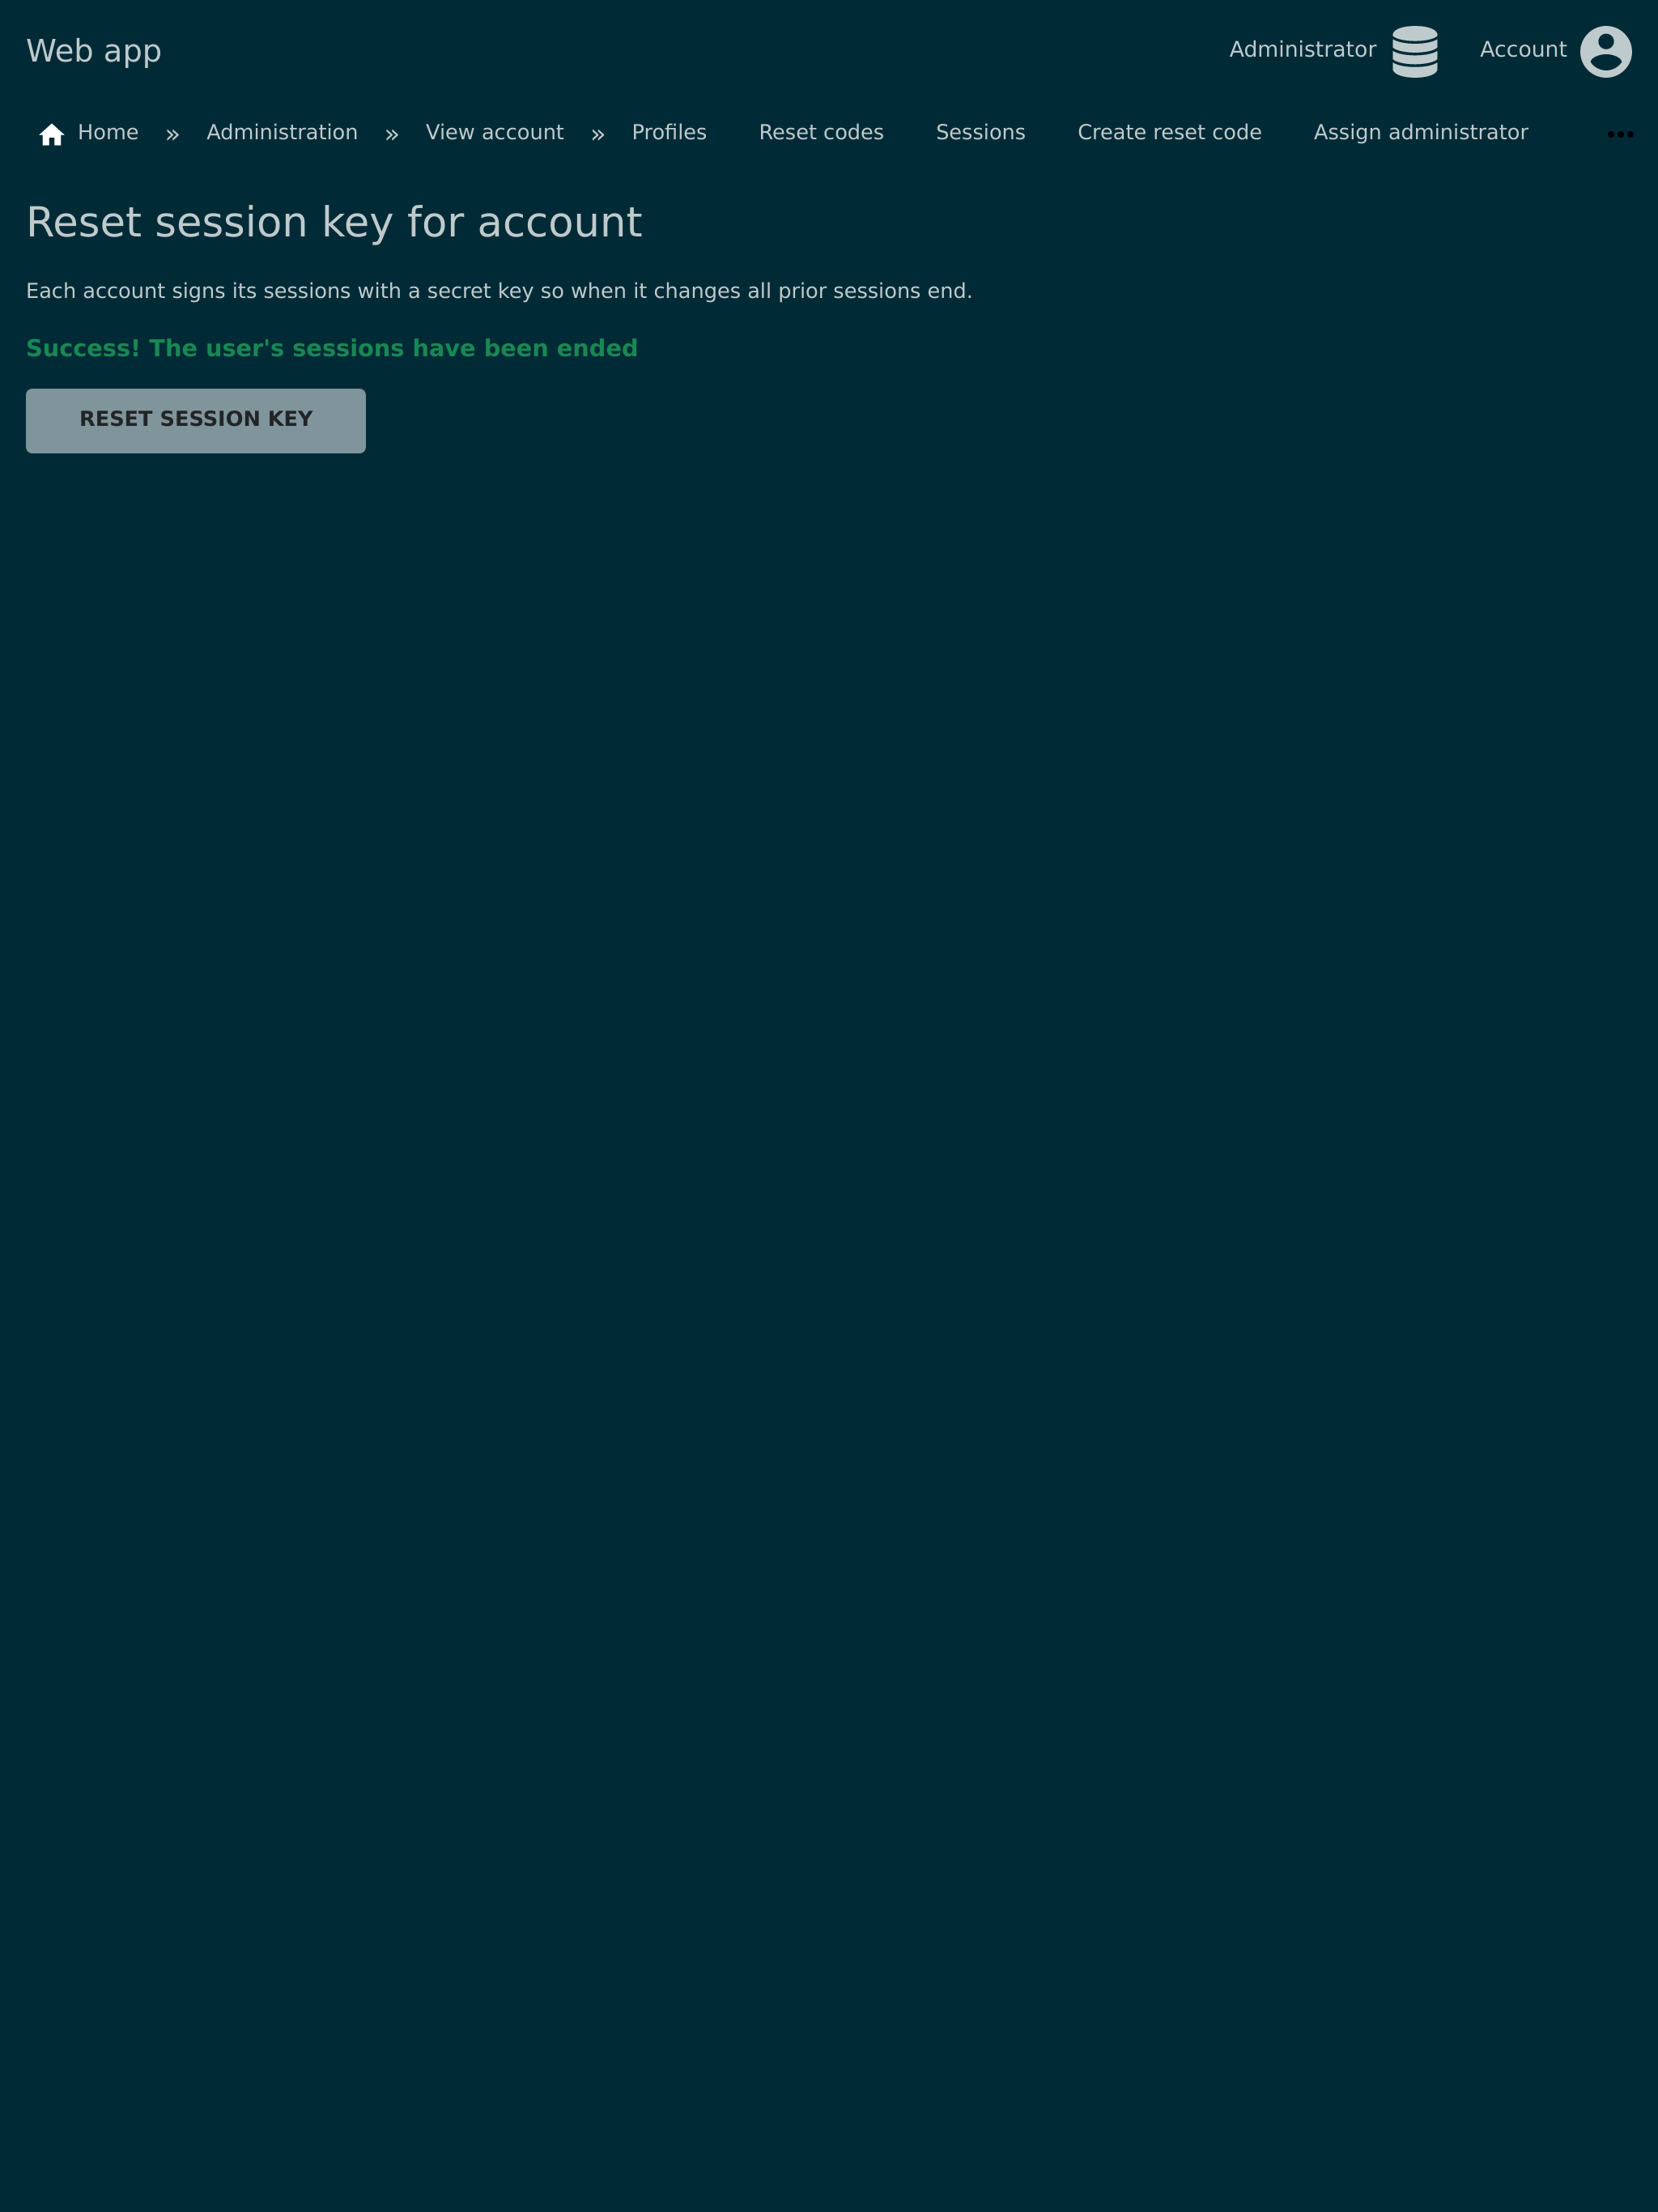 Web app
Administrator Account
Home » Administration » View account » Profiles Reset codes Sessions Create reset code Assign administrator •••
Reset session key for account
Each account signs its sessions with a secret key so when it changes all prior sessions end.
Success! The user's sessions have been ended
RESET SESSION KEY